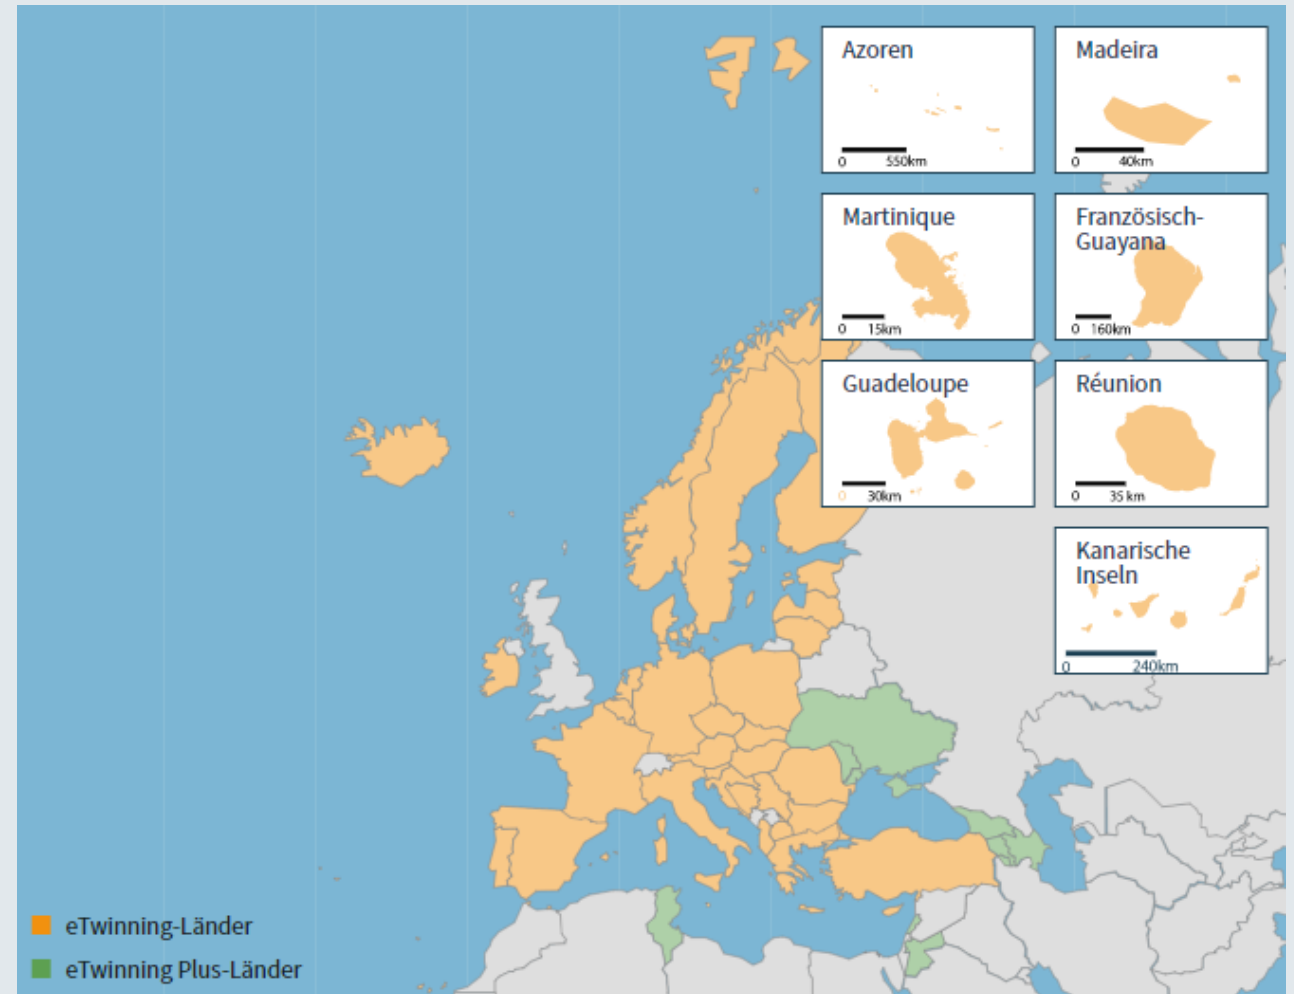 Azoren
0 550km
Madeira
0 40km
Martinique
0 15km
Französisch-
Guayana
0 160km
Guadeloupe
0 30km
Réunion
0 35 km
Kanarische
Inseln
0 240km
eTwinning-Länder
eTwinning Plus-Länder